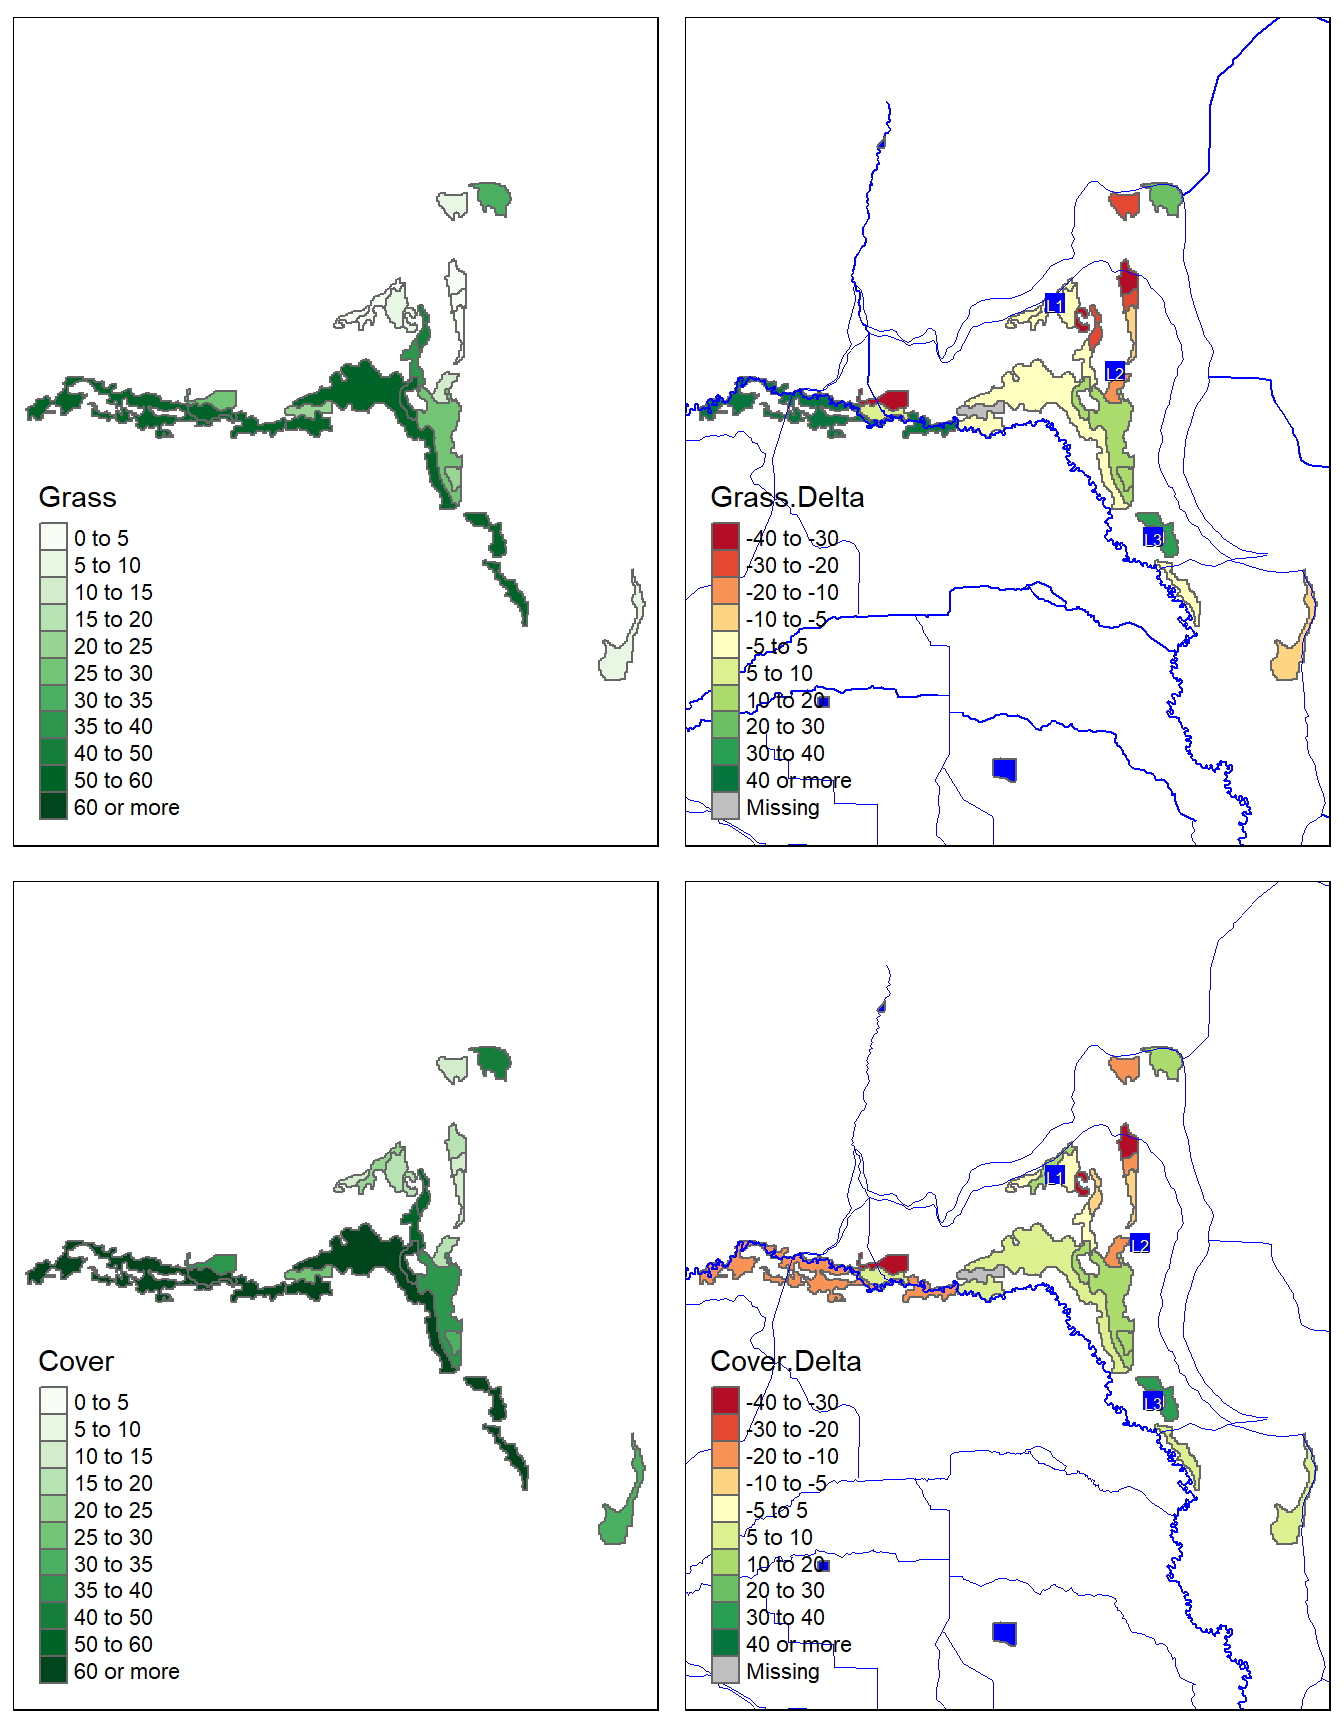 Grass
0 to 5
5 to 10
10 to 15
15 to 20
20 to 25
25 to 30
30 to 35
35 to 40
40 to 50
50 to 60
60 or more
L1
L2
L3
Grass.Delta
-40 to -30
-30 to -20
-20 to -10
-10 to -5
-5 to 5
5 to 10
10 to 20
20 to 30
30 to 40
40 or more
Missing
Cover
0 to 5
5 to 10
10 to 15
15 to 20
20 to 25
25 to 30
30 to 35
35 to 40
40 to 50
50 to 60
60 or more
L1
L2
L3
Cover.Delta
-40 to -30
-30 to -20
-20 to -10
-10 to -5
-5 to 5
5 to 10
10 to 20
20 to 30
30 to 40
40 or more
Missing